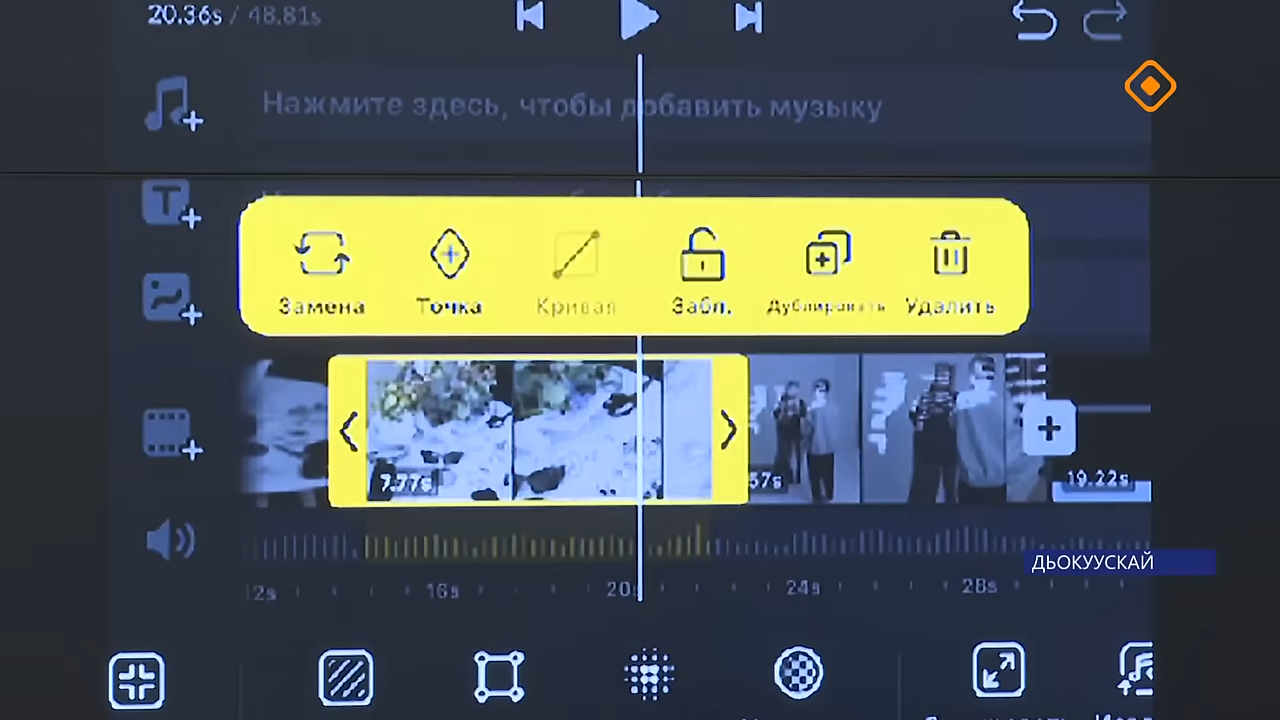 20.36s / 48.81s
Нажмите здесь, чтобы добавить музыку
T
Замена Точка Кривая Забл. Дублировать Удалить
7.77s 57s 19.22s
ДЬОКУУСКАЙ
2s 16s 20s 24s 28s